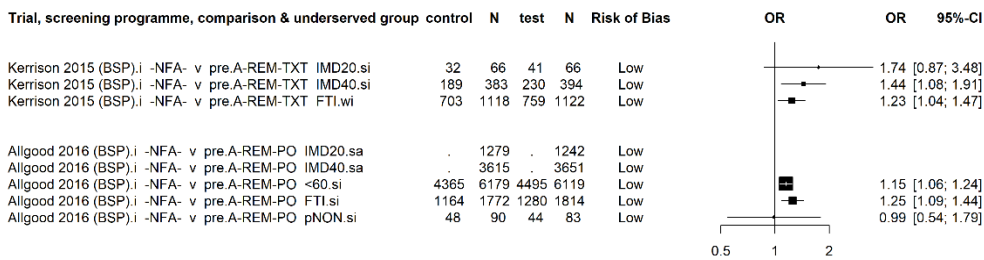 Trial, screening programme, comparison & underserved group control N test N Risk of Bias OR OR 95%-CI
Kerrison 2015 (BSP).i -NFA- v pre.A-REM-TXT IMD20.si 32 66 41 66 Low 1.74 [0.87; 3.48]
Kerrison 2015 (BSP).i -NFA- v pre.A-REM-TXT IMD40.si 189 383 230 394 Low 1.44 [1.08; 1.91]
Kerrison 2015 (BSP).i -NFA- v pre.A-REM-TXT FTI.wi 703 1118 759 1122 Low 1.23 [1.04; 1.47]
Allgood 2016 (BSP).i -NFA- v pre.A-REM-PO IMD20.sa . 1279 . 1242 Low
Allgood 2016 (BSP).i -NFA- v pre.A-REM-PO IMD40.sa . 3615 . 3651 Low
Allgood 2016 (BSP).i -NFA- v pre.A-REM-PO <60.si 4365 6179 4495 6119 Low 1.15 [1.06; 1.24]
Allgood 2016 (BSP).i -NFA- v pre.A-REM-PO FTI.si 1164 1772 1280 1814 Low 1.25 [1.09; 1.44]
Allgood 2016 (BSP).i -NFA- v pre.A-REM-PO pNON.si 48 90 44 83 Low 0.99 [0.54; 1.79]
0.5 1 2